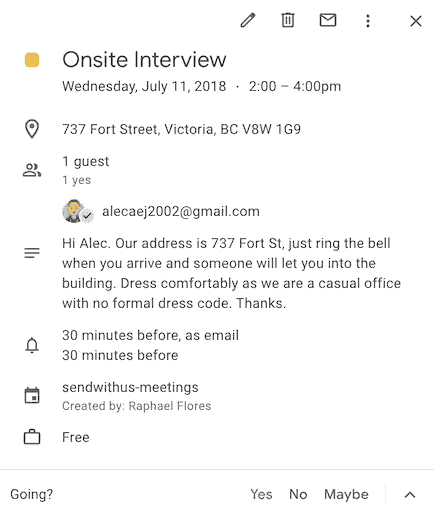 Onsite Interview
Wednesday, July 11, 2018 · 2:00 – 4:00pm
737 Fort Street, Victoria, BC V8W 1G9
1 guest
1 yes
alecaej2002@gmail.com
Hi Alec. Our address is 737 Fort St, just ring the bell
when you arrive and someone will let you into the
building. Dress comfortably as we are a casual office
with no formal dress code. Thanks.
30 minutes before, as email
30 minutes before
sendwithus-meetings
Created by: Raphael Flores
Free
Going? Yes No Maybe